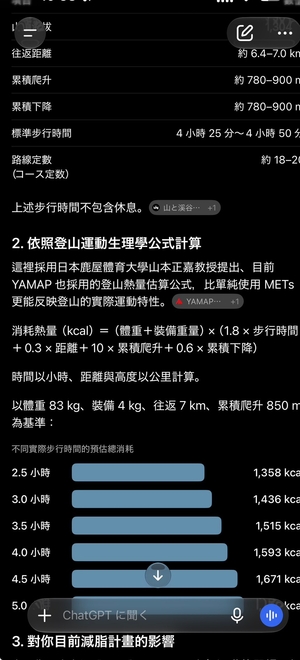 往返距離 約 6.4–7.0 km
累積爬升 約 780–900 m
累積下降 約 780–900 m
標準步行時間 4 小時 25 分～4 小時 50 分
路線定數 約 18–20
（コース定数）
上述步行時間不包含休息。 山と溪谷… +1
2. 依照登山運動生理學公式計算
這裡採用日本鹿屋體育大學山本正嘉教授提出、目前
YAMAP 也採用的登山熱量估算公式，比單純使用 METs
更能反映登山的實際運動特性。 YAMAP… +1
消耗熱量（kcal）＝（體重＋裝備重量）×（1.8 × 步行時間
＋ 0.3 × 距離＋ 10 × 累積爬升＋ 0.6 × 累積下降）
時間以小時、距離與高度以公里計算。
以體重 83 kg、裝備 4 kg、往返 7 km、累積爬升 850 m
為基準：
不同實際步行時間的預估總消耗
2.5 小時 1,358 kca
3.0 小時 1,436 kca
3.5 小時 1,515 kca
4.0 小時 1,593 kca
4.5 小時 1,671 kca
5.0
ChatGPT に聞く
3. 對你目前減脂計畫的影響